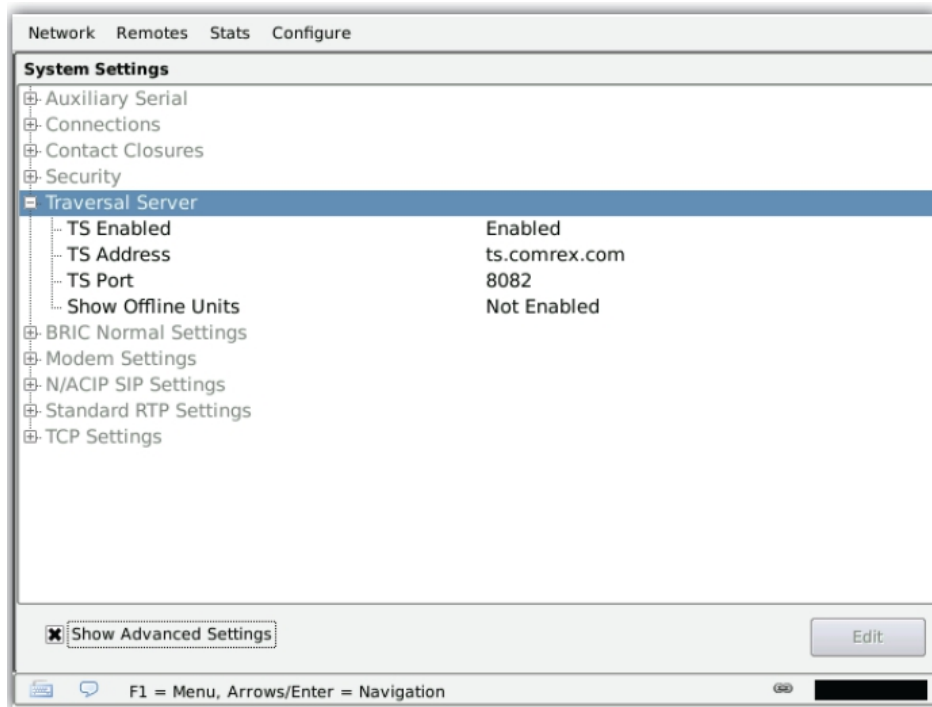 Network Remotes Stats Configure
System Settings
Auxiliary Serial
Connections
Contact Closures
Security
Traversal Server
TS Enabled Enabled
TS Address ts.comrex.com
TS Port 8082
Show Offline Units Not Enabled
BRIC Normal Settings
Modem Settings
N/ACIP SIP Settings
Standard RTP Settings
TCP Settings
Show Advanced Settings Edit
F1 = Menu, Arrows/Enter = Navigation